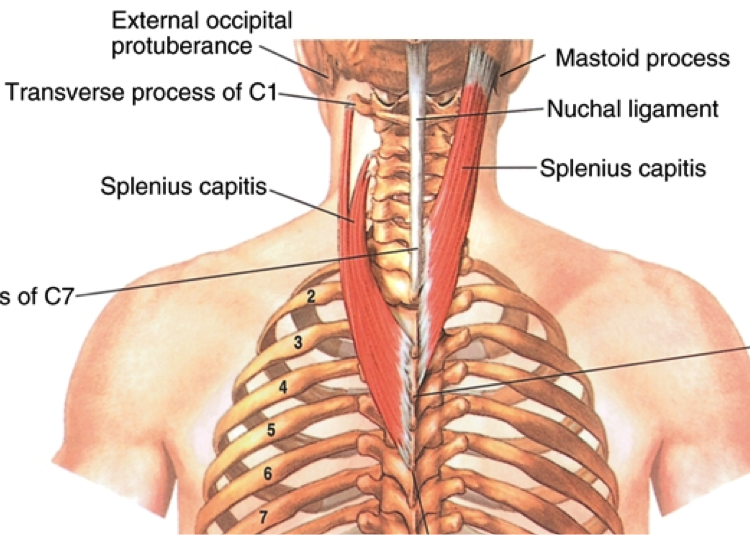 External occipital
protuberance
Mastoid process
Transverse process of C1
Nuchal ligament
Splenius capitis
Splenius capitis
s of C7
2
3
4
5
6
7